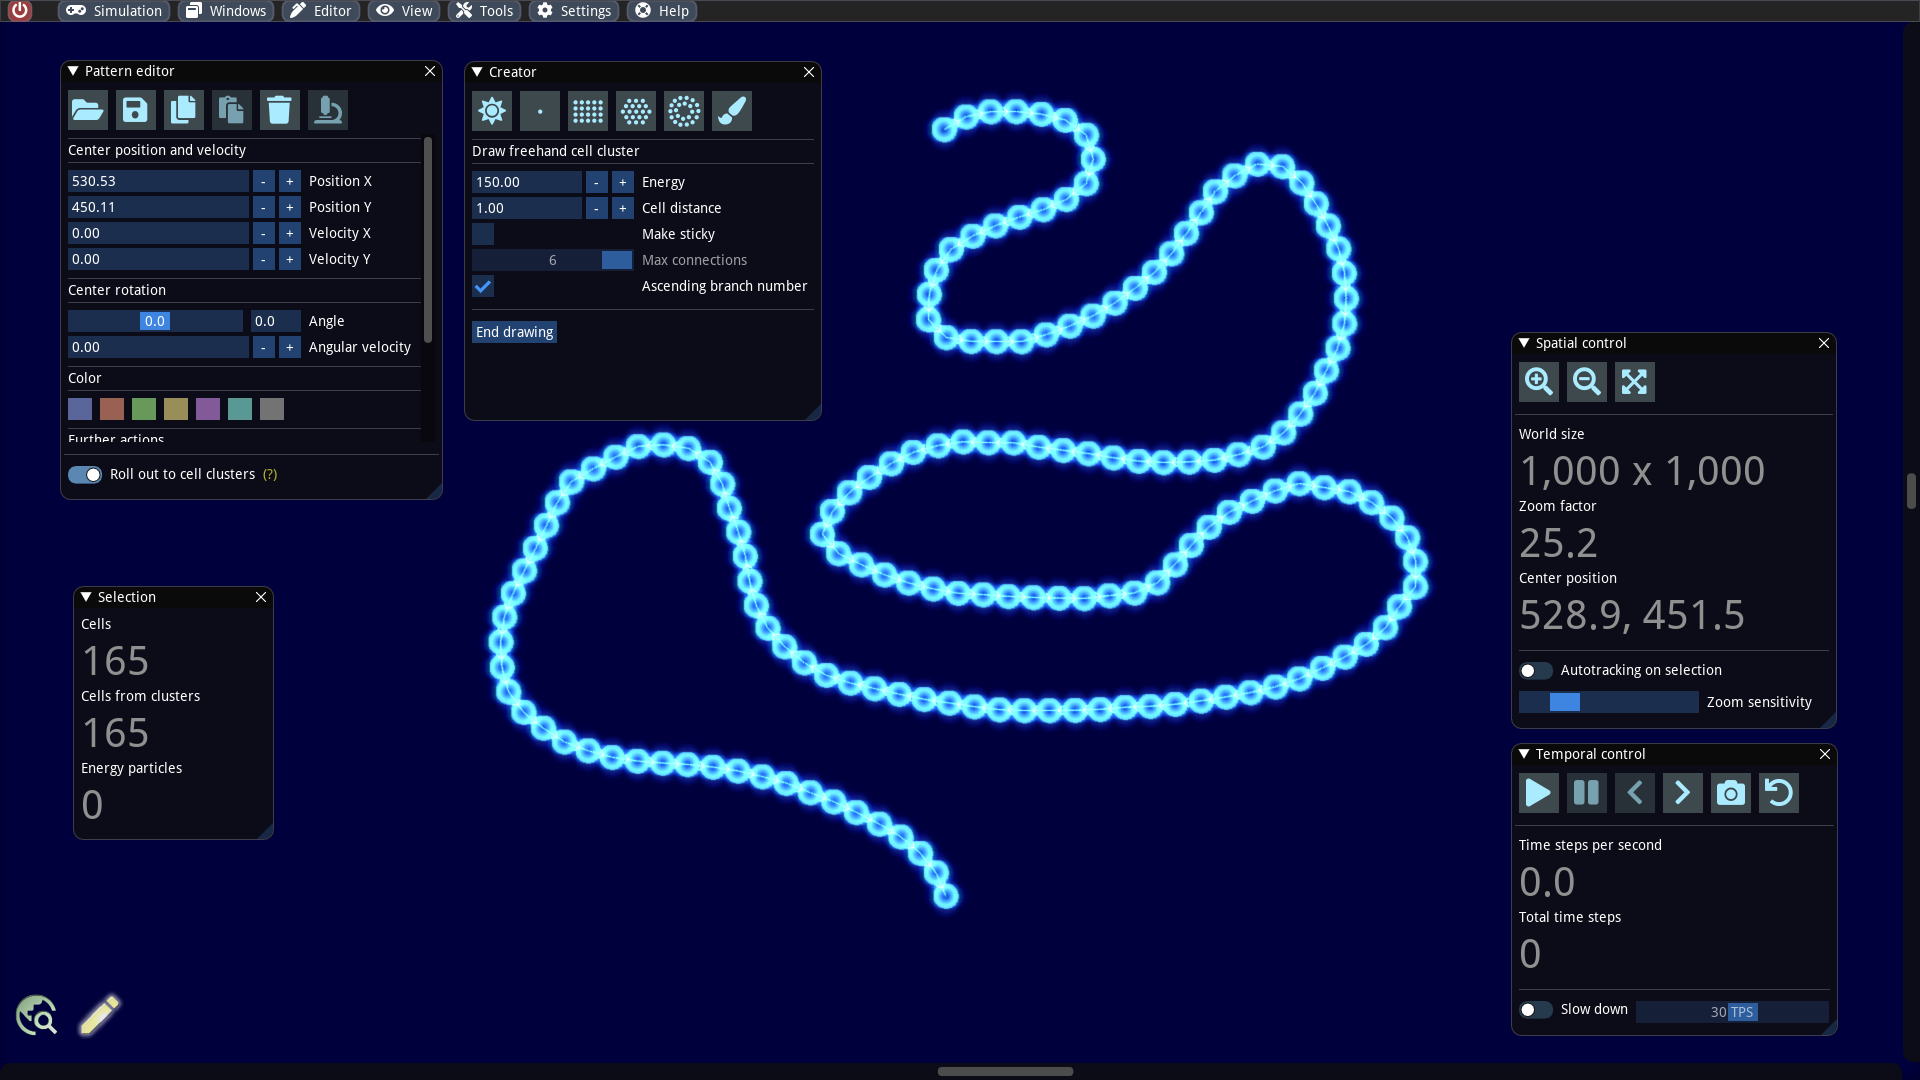 Simulation Windows Editor View Tools Settings Help
Pattern editor
Center position and velocity
530.53 - + Position X
450.11 - + Position Y
0.00 - + Velocity X
0.00 - + Velocity Y
Center rotation
0.0 0.0 Angle
0.00 - + Angular velocity
Color
Further actions
Roll out to cell clusters (?)
Creator
Draw freehand cell cluster
150.00 - + Energy
1.00 - + Cell distance
Make sticky
6 Max connections
Ascending branch number
End drawing
Selection
Cells
165
Cells from clusters
165
Energy particles
0
Spatial control
World size
1,000 x 1,000
Zoom factor
25.2
Center position
528.9, 451.5
Autotracking on selection
Zoom sensitivity
Temporal control
Time steps per second
0.0
Total time steps
0
Slow down 30 TPS